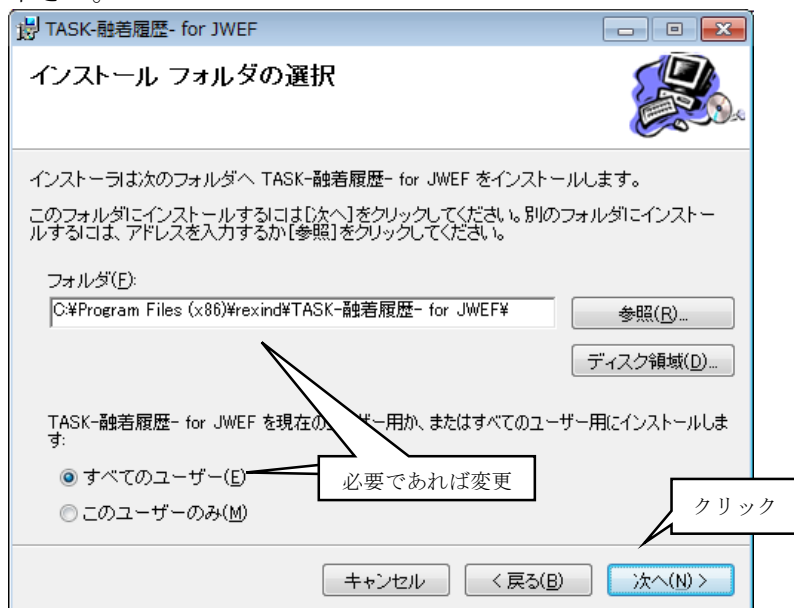 TASK-融着履歴- for JWEF
インストール フォルダの選択
インストーラは次のフォルダへ TASK-融着履歴- for JWEF をインストールします。
このフォルダにインストールするには[次へ]をクリックしてください。別のフォルダにインストー
ルするには、アドレスを入力するか[参照]をクリックしてください。
フォルダ(F):
C:¥Program Files (x86)¥rexind¥TASK-融着履歴- for JWEF¥
参照(R)...
ディスク領域(D)...
TASK-融着履歴- for JWEF を現在の ーザー用か、またはすべてのユーザー用にインストールしま
す:
すべてのユーザー(E)
必要であれば変更
このユーザーのみ(M)
クリック
キャンセル
< 戻る(B)
次へ(N) >